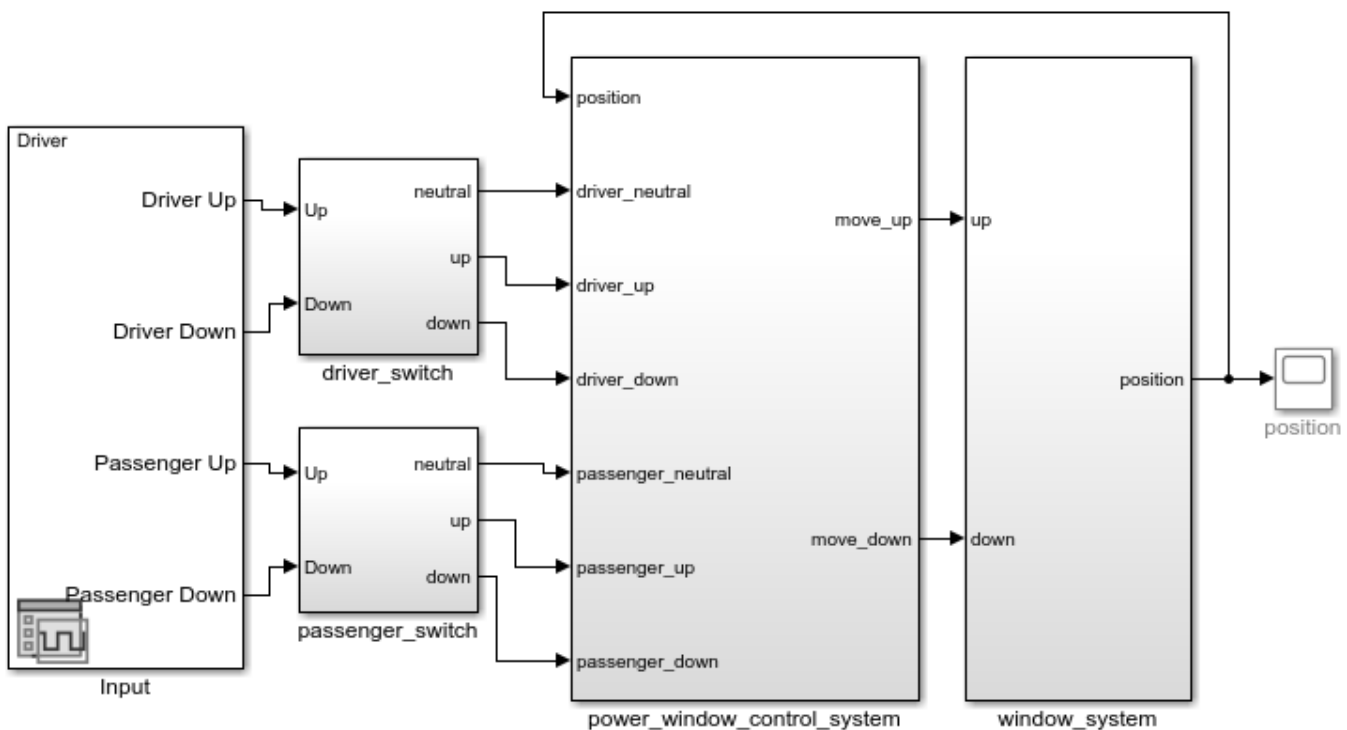 Driver
Driver Up
Driver Down
Passenger Up
Passenger Down
Input
Up
Down
neutral
up
down
driver_switch
Up
Down
neutral
up
down
passenger_switch
position
driver_neutral
driver_up
driver_down
passenger_neutral
passenger_up
passenger_down
move_up
move_down
power_window_control_system
up
down
position
window_system
position